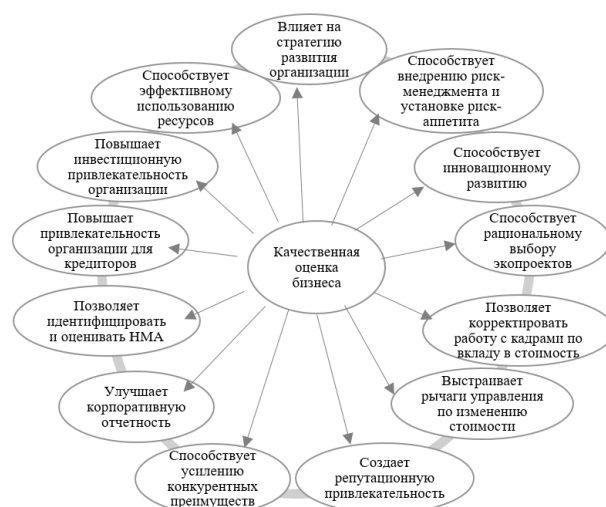 Влияет на
стратегию
развития
организации
Способствует
внедрению риск-
менеджмента и
установке риск-
аппетита
Способствует
инновационному
развитию
Способствует
рациональному
выбору
экопроектов
Позволяет
корректировать
работу с кадрами по
вкладу в стоимость
Выстраивает
рычаги управления
по изменению
стоимости
Создает
репутационную
привлекательность
Способствует
усилению
конкурентных
преимуществ
Улучшает
корпоративную
отчетность
Позволяет
идентифицировать
и оценивать НМА
Повышает
привлекательность
организации для
кредиторов
Повышает
инвестиционную
привлекательность
организации
Способствует
эффективному
использованию
ресурсов
Качественная
оценка
бизнеса